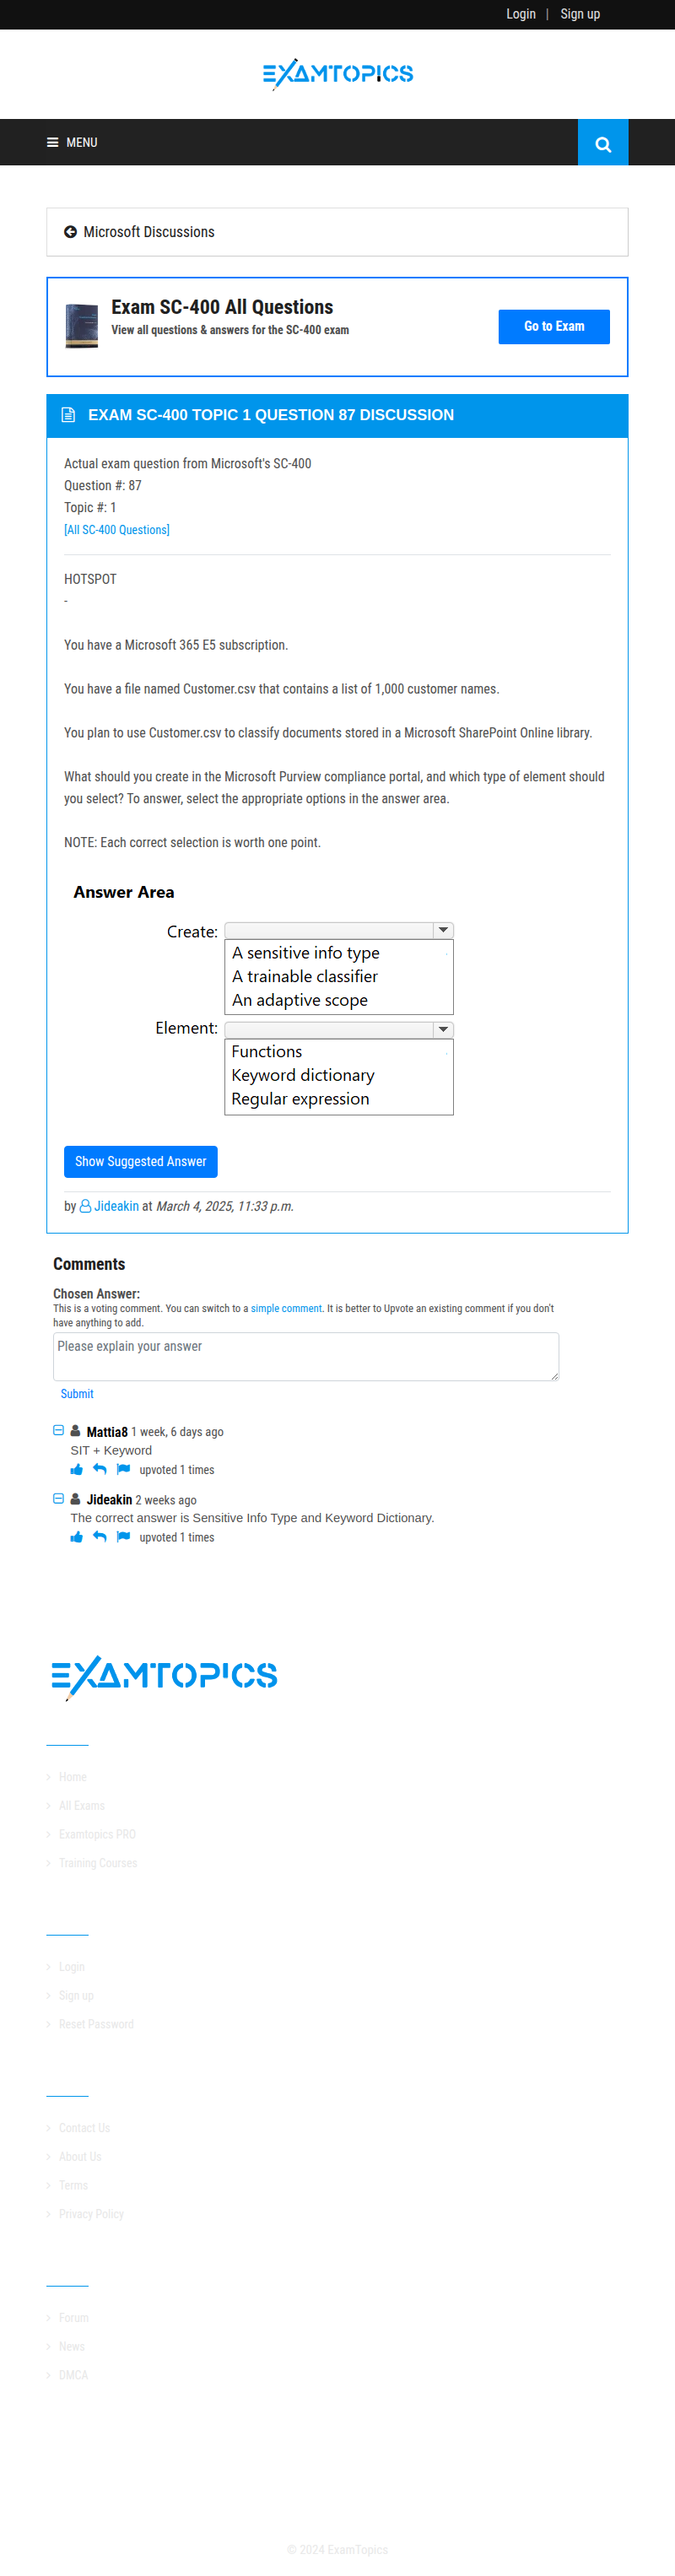 Login | Sign up
EXAMTOPICS
MENU
Microsoft Discussions
Exam SC-400 All Questions
View all questions & answers for the SC-400 exam
Go to Exam
EXAM SC-400 TOPIC 1 QUESTION 87 DISCUSSION
Actual exam question from Microsoft's SC-400
Question #: 87
Topic #: 1
[All SC-400 Questions]
HOTSPOT
-
You have a Microsoft 365 E5 subscription.
You have a file named Customer.csv that contains a list of 1,000 customer names.
You plan to use Customer.csv to classify documents stored in a Microsoft SharePoint Online library.
What should you create in the Microsoft Purview compliance portal, and which type of element should
you select? To answer, select the appropriate options in the answer area.
NOTE: Each correct selection is worth one point.
Answer Area
Create:
A sensitive info type
A trainable classifier
An adaptive scope
Element:
Functions
Keyword dictionary
Regular expression
Show Suggested Answer
by Jideakin at March 4, 2025, 11:33 p.m.
Comments
Chosen Answer:
This is a voting comment. You can switch to a simple comment. It is better to Upvote an existing comment if you don't
have anything to add.
Please explain your answer
Submit
Mattia8 1 week, 6 days ago
SIT + Keyword
upvoted 1 times
Jideakin 2 weeks ago
The correct answer is Sensitive Info Type and Keyword Dictionary.
upvoted 1 times
EXAMTOPICS
Home
All Exams
Examtopics PRO
Training Courses
Login
Sign up
Reset Password
Contact Us
About Us
Terms
Privacy Policy
Forum
News
DMCA
© 2024 ExamTopics